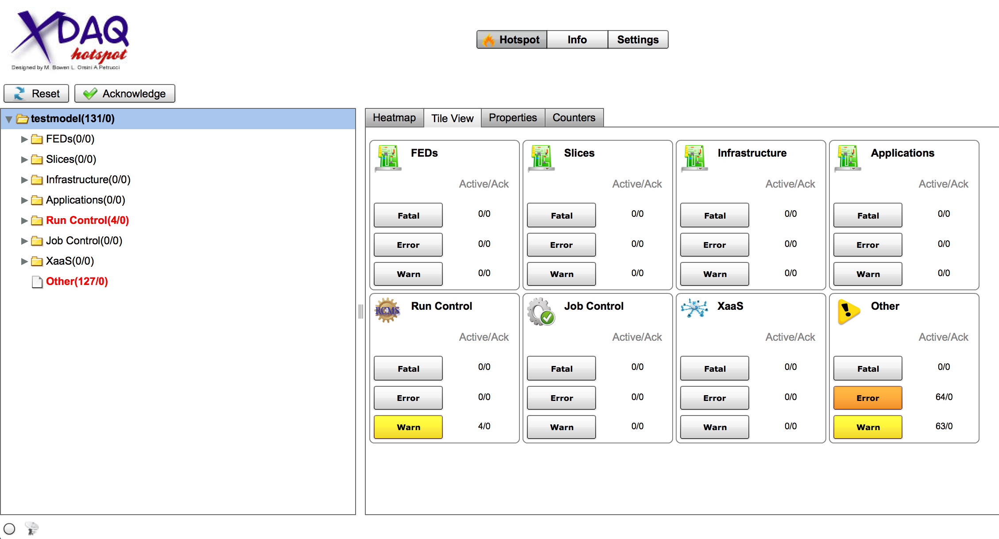 XDAQ
hotspot
Designed by M. Bowen L. Orsini A Petrucci
Hotspot Info Settings
Reset Acknowledge
testmodel(131/0)
FEDs(0/0)
Slices(0/0)
Infrastructure(0/0)
Applications(0/0)
Run Control(4/0)
Job Control(0/0)
XaaS(0/0)
Other(127/0)
Heatmap Tile View Properties Counters
FEDs
Active/Ack
Fatal 0/0
Error 0/0
Warn 0/0
Slices
Active/Ack
Fatal 0/0
Error 0/0
Warn 0/0
Infrastructure
Active/Ack
Fatal 0/0
Error 0/0
Warn 0/0
Applications
Active/Ack
Fatal 0/0
Error 0/0
Warn 0/0
RCMS
Run Control
Active/Ack
Fatal 0/0
Error 0/0
Warn 4/0
Job Control
Active/Ack
Fatal 0/0
Error 0/0
Warn 0/0
XaaS
Active/Ack
Fatal 0/0
Error 0/0
Warn 0/0
Other
Active/Ack
Fatal 0/0
Error 64/0
Warn 63/0